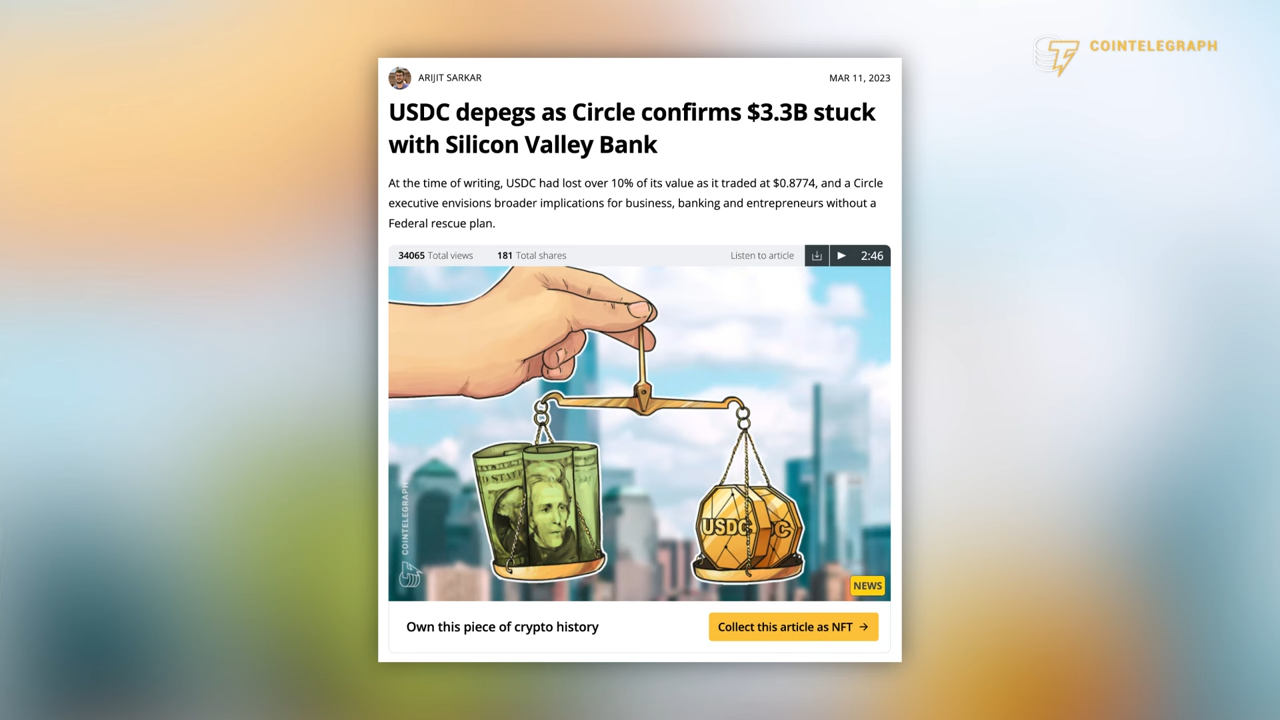 COINTELEGRAPH
ARIJIT SARKAR
MAR 11, 2023
USDC depegs as Circle confirms $3.3B stuck
with Silicon Valley Bank
At the time of writing, USDC had lost over 10% of its value as it traded at $0.8774, and a Circle
executive envisions broader implications for business, banking and entrepreneurs without a
Federal rescue plan.
34065 Total views
181 Total shares
Listen to article
2:46
COINTELEGRAPH
USDC
C
NEWS
Own this piece of crypto history
Collect this article as NFT →